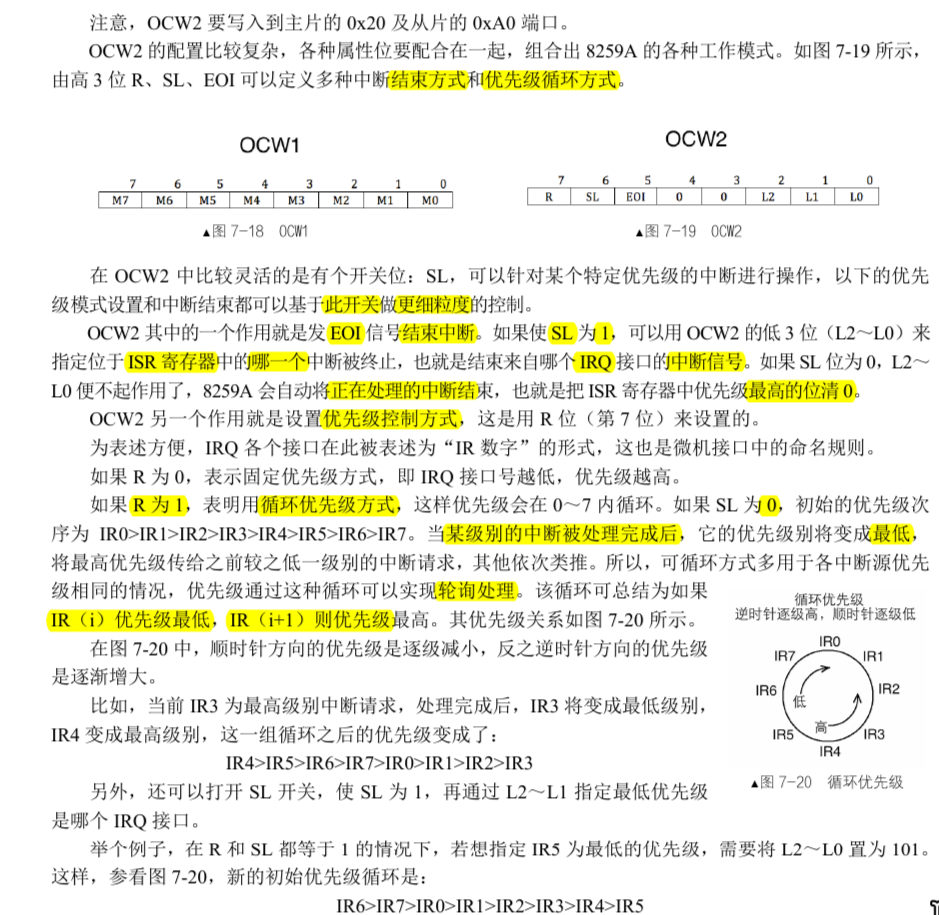 注意，OCW2 要写入到主片的 0x20 及从片的 0xA0 端口。
OCW2 的配置比较复杂，各种属性位要配合在一起，组合出 8259A 的各种工作模式。如图 7-19 所示，
由高 3 位 R、SL、EOI 可以定义多种中断结束方式和优先级循环方式。
OCW1
7 6 5 4 3 2 1 0
M7 M6 M5 M4 M3 M2 M1 M0
▲图 7-18 OCW1
OCW2
7 6 5 4 3 2 1 0
R SL EOI 0 0 L2 L1 L0
▲图 7-19 OCW2
在 OCW2 中比较灵活的是有个开关位：SL，可以针对某个特定优先级的中断进行操作，以下的优先
级模式设置和中断结束都可以基于此开关做更细粒度的控制。
OCW2 其中的一个作用就是发 EOI 信号结束中断。如果使 SL 为 1，可以用 OCW2 的低 3 位（L2～L0）来
指定位于 ISR 寄存器中的哪一个中断被终止，也就是结束来自哪个 IRQ 接口的中断信号。如果 SL 位为 0，L2～
L0 便不起作用了，8259A 会自动将正在处理的中断结束，也就是把 ISR 寄存器中优先级最高的位清 0。
OCW2 另一个作用就是设置优先级控制方式，这是用 R 位（第 7 位）来设置的。
为表述方便，IRQ 各个接口在此被表述为“IR 数字”的形式，这也是微机接口中的命名规则。
如果 R 为 0，表示固定优先级方式，即 IRQ 接口号越低，优先级越高。
如果 R 为 1，表明用循环优先级方式，这样优先级会在 0～7 内循环。如果 SL 为 0，初始的优先级次
序为 IR0>IR1>IR2>IR3>IR4>IR5>IR6>IR7。当某级别的中断被处理完成后，它的优先级别将变成最低，
将最高优先级传给之前较之低一级别的中断请求，其他依次类推。所以，可循环方式多用于各中断源优先
级相同的情况，优先级通过这种循环可以实现轮询处理。该循环可总结为如果
IR（i）优先级最低，IR（i+1）则优先级最高。其优先级关系如图 7-20 所示。
在图 7-20 中，顺时针方向的优先级是逐级减小，反之逆时针方向的优先级
是逐渐增大。
比如，当前 IR3 为最高级别中断请求，处理完成后，IR3 将变成最低级别，
IR4 变成最高级别，这一组循环之后的优先级变成了：
IR4>IR5>IR6>IR7>IR0>IR1>IR2>IR3
另外，还可以打开 SL 开关，使 SL 为 1，再通过 L2～L1 指定最低优先级
是哪个 IRQ 接口。
循环优先级
逆时针逐级高，顺时针逐级低
IR0
IR7 IR1
IR6 IR2
低
高
IR5 IR3
IR4
▲图 7-20 循环优先级
举个例子，在 R 和 SL 都等于 1 的情况下，若想指定 IR5 为最低的优先级，需要将 L2～L0 置为 101。
这样，参看图 7-20，新的初始优先级循环是：
IR6>IR7>IR0>IR1>IR2>IR3>IR4>IR5